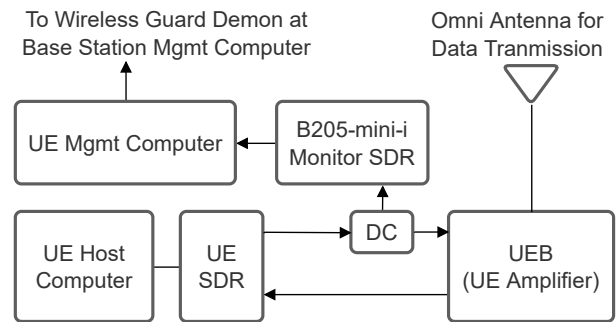 To Wireless Guard Demon at
Base Station Mgmt Computer
Omni Antenna for
Data Tranmission
UE Mgmt Computer
B205-mini-i
Monitor SDR
UE Host
Computer
UE
SDR
DC
UEB
(UE Amplifier)